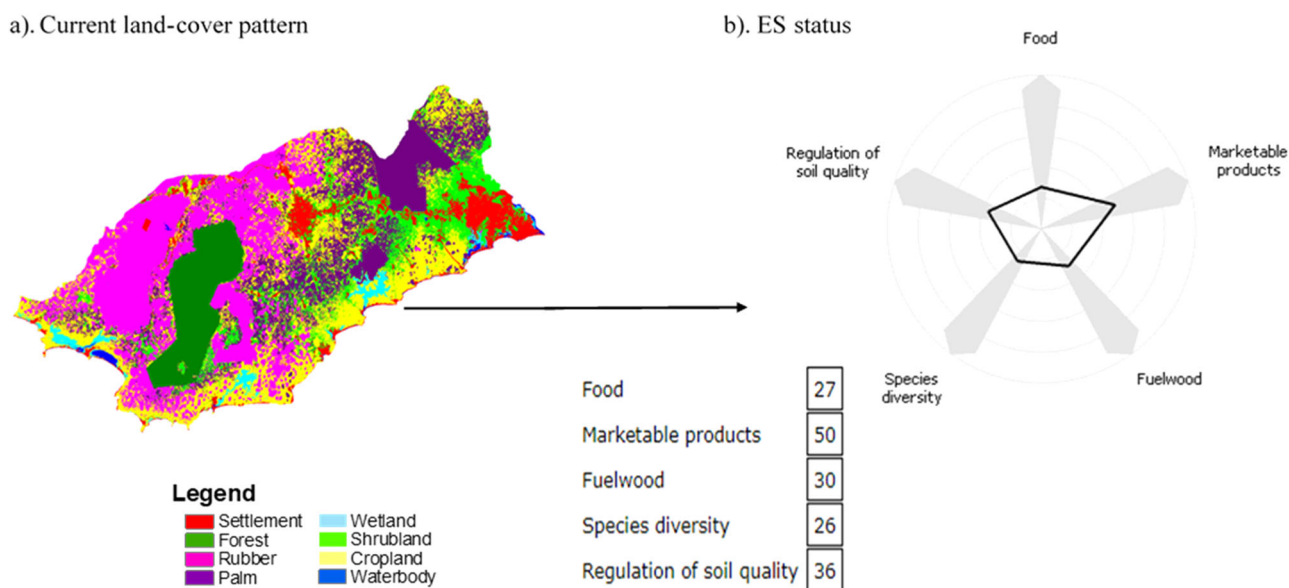 a). Current land-cover pattern
b). ES status
Food
Marketable
products
Regulation of
soil quality
Species
diversity
Fuelwood
Food 27
Marketable products 50
Fuelwood 30
Species diversity 26
Regulation of soil quality 36
Legend
Settlement Wetland
Forest Shrubland
Rubber Cropland
Palm Waterbody